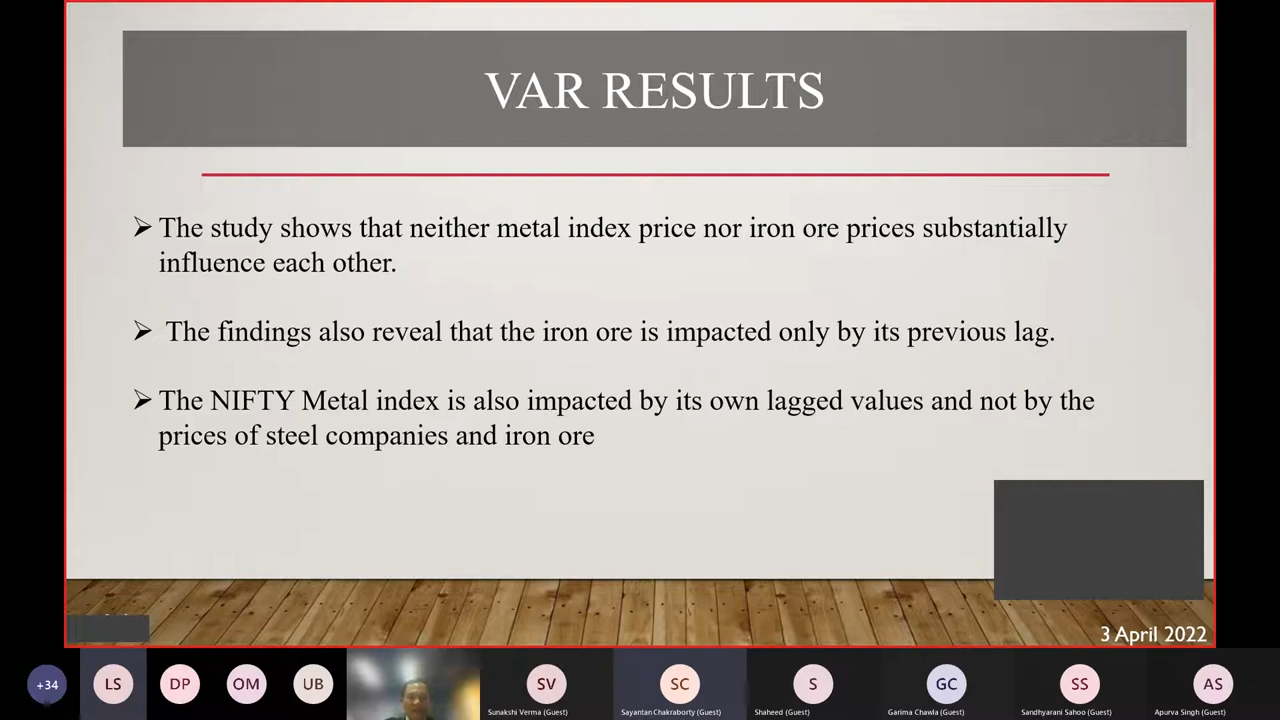 VAR RESULTS
➢ The study shows that neither metal index price nor iron ore prices substantially
influence each other.
➢ The findings also reveal that the iron ore is impacted only by its previous lag.
➢ The NIFTY Metal index is also impacted by its own lagged values and not by the
prices of steel companies and iron ore
3 April 2022
+34
LS
DP
OM
UB
SV
SC
S
GC
SS
AS
Sunakshi Verma (Guest)
Sayantan Chakraborty (Guest)
Shaheed (Guest)
Garima Chawla (Guest)
Sandhyarani Sahoo (Guest)
Apurva Singh (Guest)